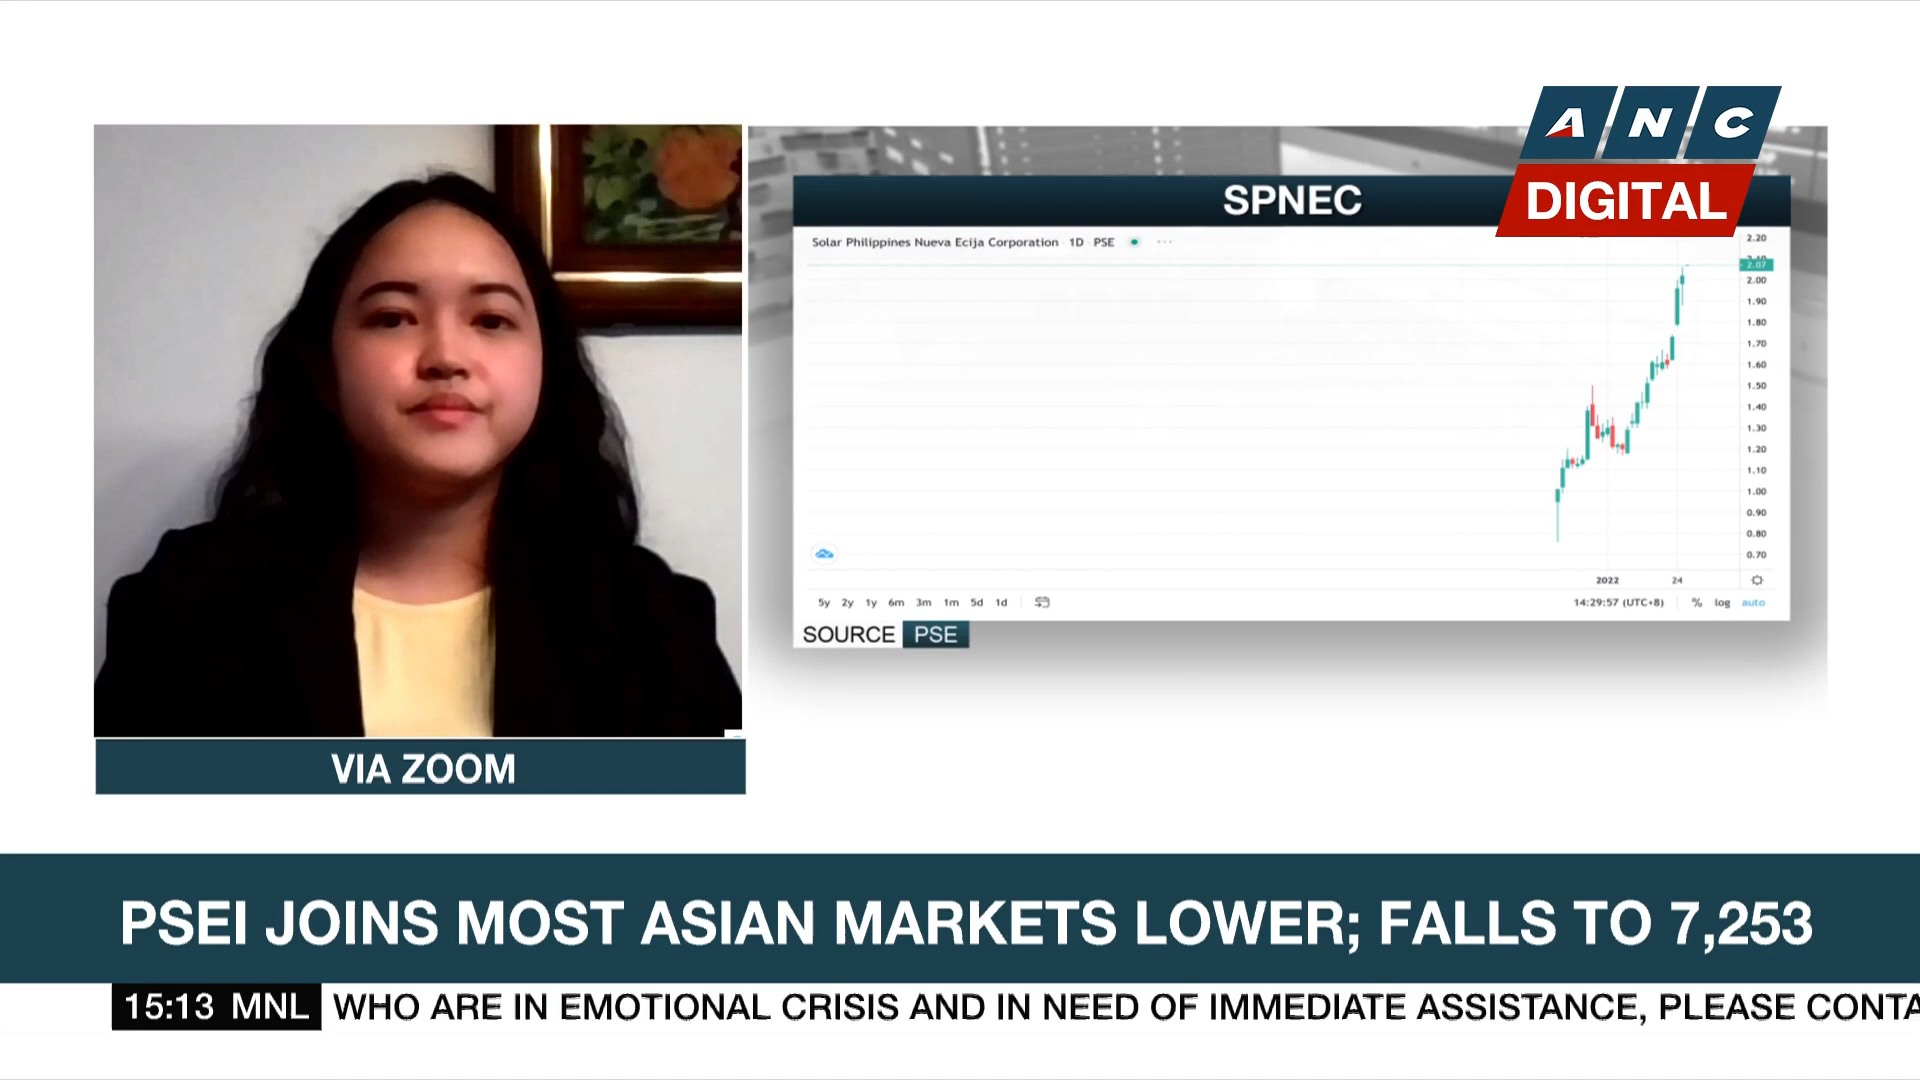 ANC
DIGITAL
SPNEC
Solar Philippines Nueva Ecija Corporation 1D PSE
2.20
2.07
2.00
1.90
1.80
1.70
1.60
1.50
1.40
1.30
1.20
1.10
1.00
0.90
0.80
0.70
2022 24
5y 2y 1y 6m 3m 1m 5d 1d 14:29:57 (UTC+8) % log auto
SOURCE PSE
VIA ZOOM
PSEI JOINS MOST ASIAN MARKETS LOWER; FALLS TO 7,253
15:13 MNL WHO ARE IN EMOTIONAL CRISIS AND IN NEED OF IMMEDIATE ASSISTANCE, PLEASE CONTA